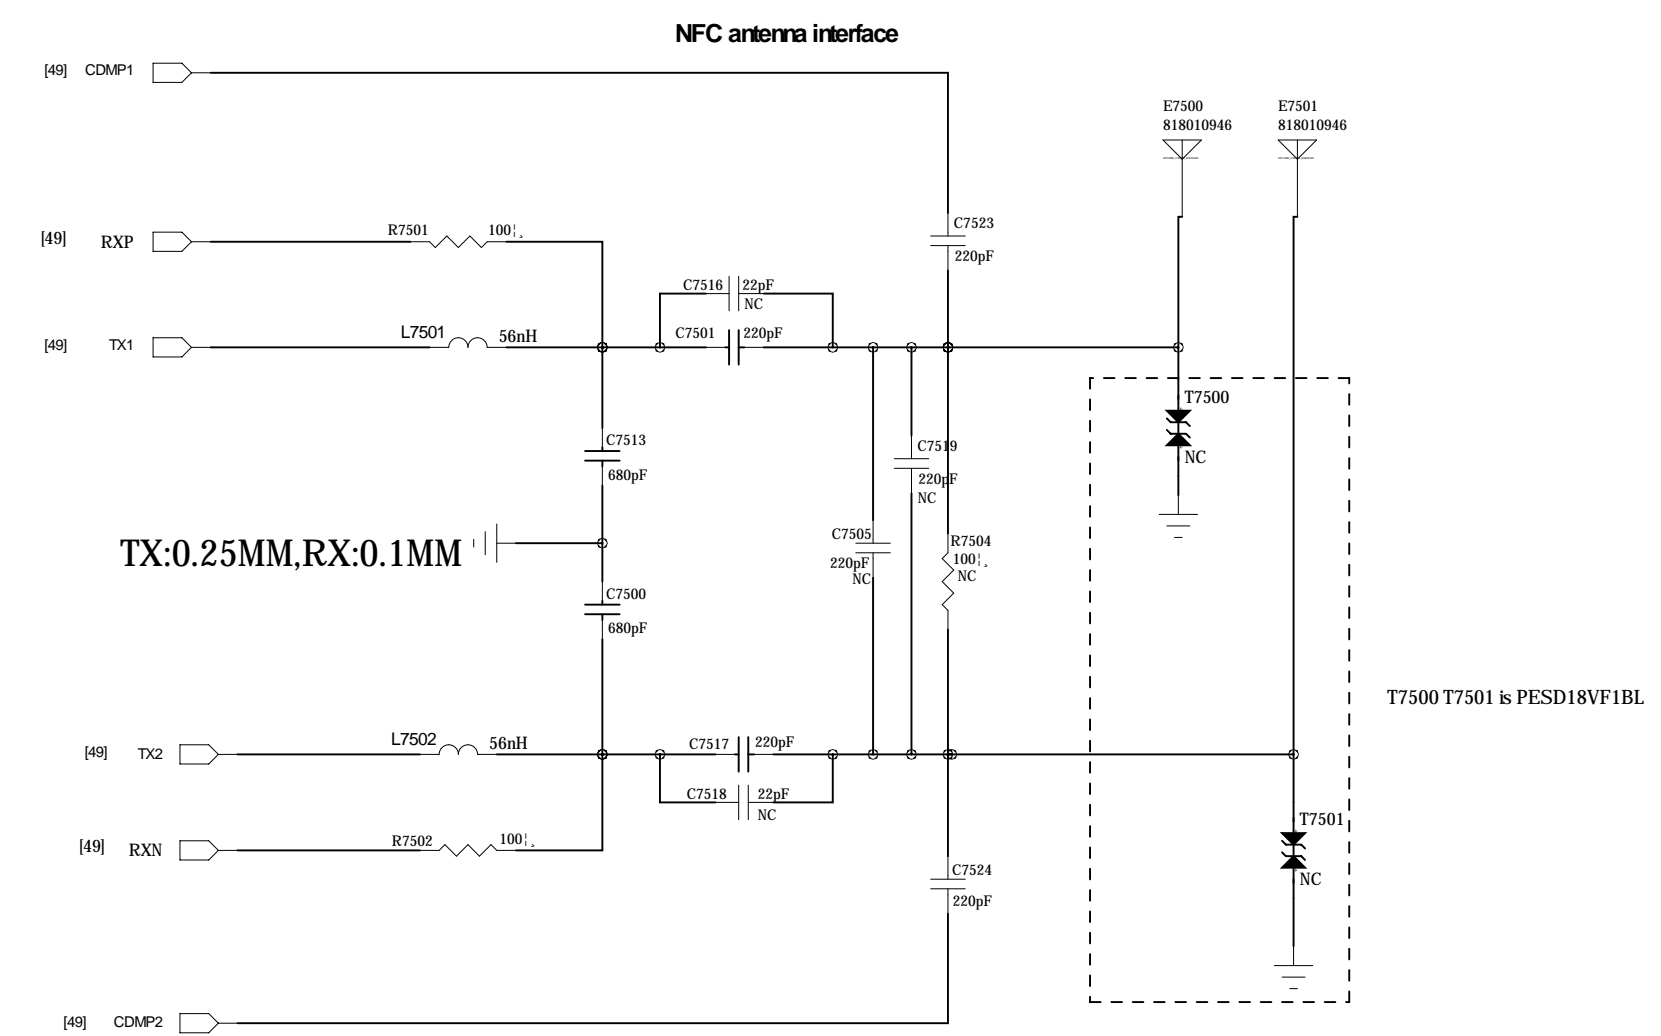 NFC antenna interface
[49] CDMP1
E7500
818010946
E7501
818010946
C7523
220pF
[49] RXP
R7501 100¦¸
C7516 22pF
NC
[49] TX1
L7501 56nH
C7501 220pF
T7500
NC
C7513
680pF
C7519
220pF
NC
TX:0.25MM,RX:0.1MM
C7505
220pF
NC
R7504
100¦¸
NC
C7500
680pF
T7500 T7501 is PESD18VF1BL
[49] TX2
L7502 56nH
C7517 220pF
C7518 22pF
NC
T7501
NC
[49] RXN
R7502 100¦¸
C7524
220pF
[49] CDMP2